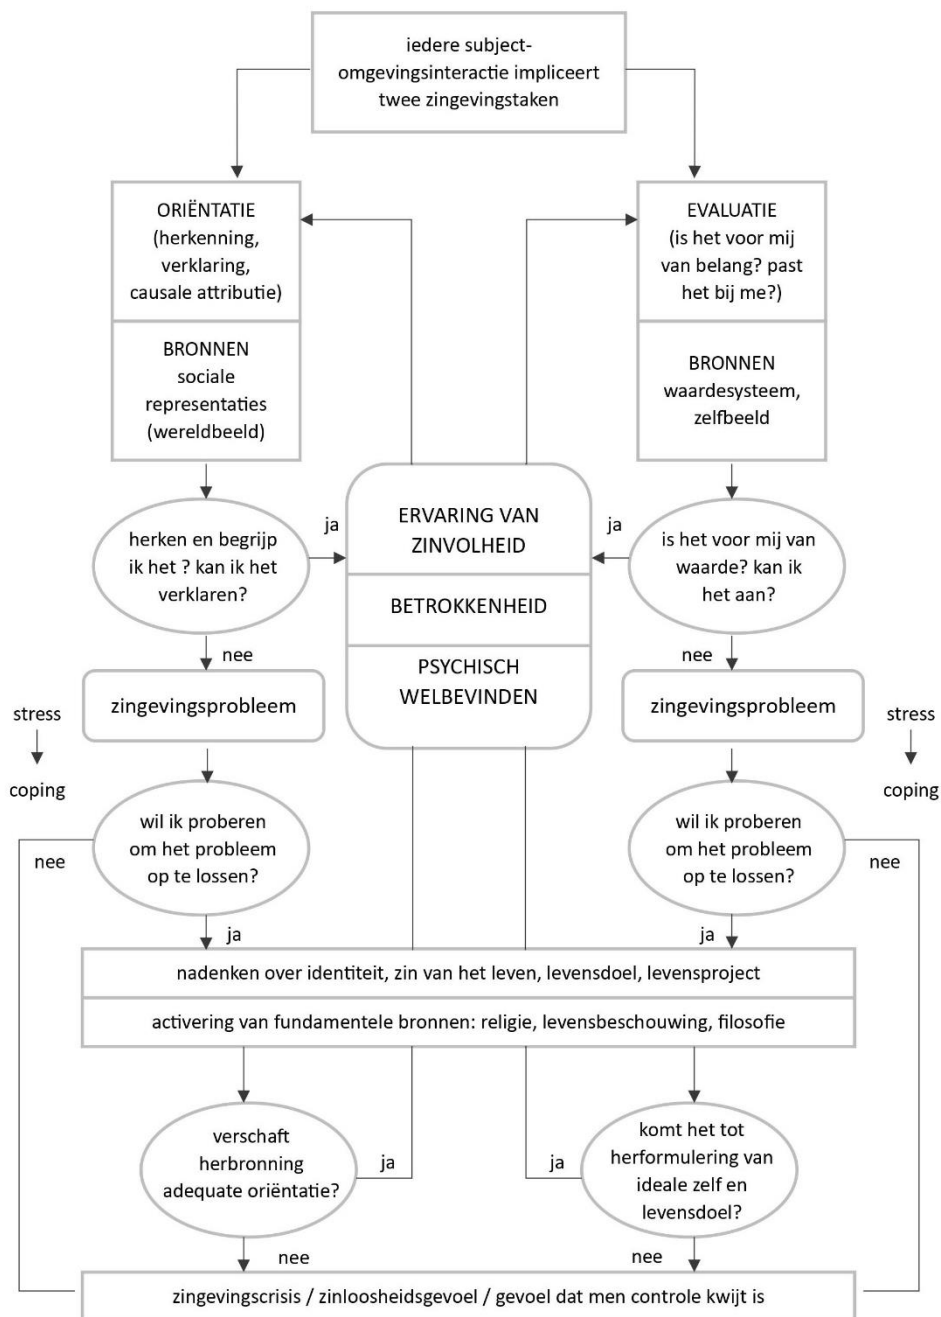 iedere subject-
omgevingsinteractie impliceert
twee zingevingstaken
ORIËNTATIE
(herkenning,
verklaring,
causale attributie)
BRONNEN
sociale
representaties
(wereldbeeld)
EVALUATIE
(is het voor mij
van belang? past
het bij me?)
BRONNEN
waardesysteem,
zelfbeeld
herken en begrijp
ik het ? kan ik het
verklaren?
ja
ERVARING VAN
ZINVOLHEID
BETROKKENHEID
PSYCHISCH
WELBEVINDEN
ja
is het voor mij van
waarde? kan ik
het aan?
nee
zingevingsprobleem
nee
zingevingsprobleem
stress
coping
stress
coping
wil ik proberen
om het probleem
op te lossen?
nee
ja
wil ik proberen
om het probleem
op te lossen?
nee
ja
nadenken over identiteit, zin van het leven, levensdoel, levensproject
activering van fundamentele bronnen: religie, levensbeschouwing, filosofie
verschaft
herbronning
adequate oriëntatie?
ja
nee
komt het tot
herformulering van
ideale zelf en
levensdoel?
ja
nee
zingevingscrisis / zinloosheidsgevoel / gevoel dat men controle kwijt is